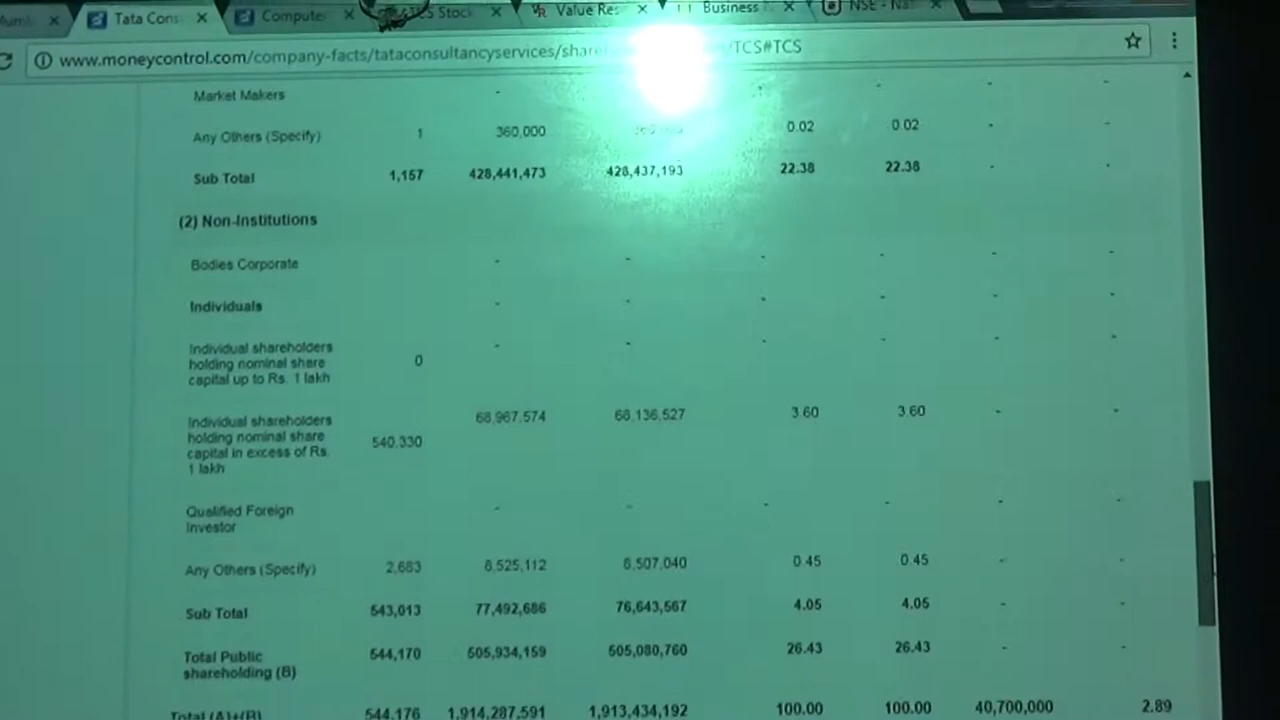 Tata Cons
Compute
Stock
Value Re
Business
NSE - Na
www.moneycontrol.com/company-facts/tataconsultancyservices/share /TCS#TCS
Market Makers - - - - - -
Any Others (Specify) 1 360,000 0.02 0.02 - -
Sub Total 1,157 428,441,473 428,437,193 22.38 22.38 - -
(2) Non-Institutions
Bodies Corporate - - - - - -
Individuals - - - - - -
Individual shareholders
holding nominal share
capital up to Rs. 1 lakh
0 - - - - - -
Individual shareholders
holding nominal share
capital in excess of Rs.
1 lakh
540,330 68,967,574 68,136,527 3.60 3.60 - -
Qualified Foreign
Investor
- - - - -
Any Others (Specify) 2,683 8,525,112 8,507,040 0.45 0.45 - -
Sub Total 543,013 77,492,686 76,643,567 4.05 4.05 - -
Total Public
shareholding (B)
544,170 505,934,159 505,080,760 26.43 26.43 - -
Total (A)+(B) 544,176 1,914,287,591 1,913,434,192 100.00 100.00 40,700,000 2.89